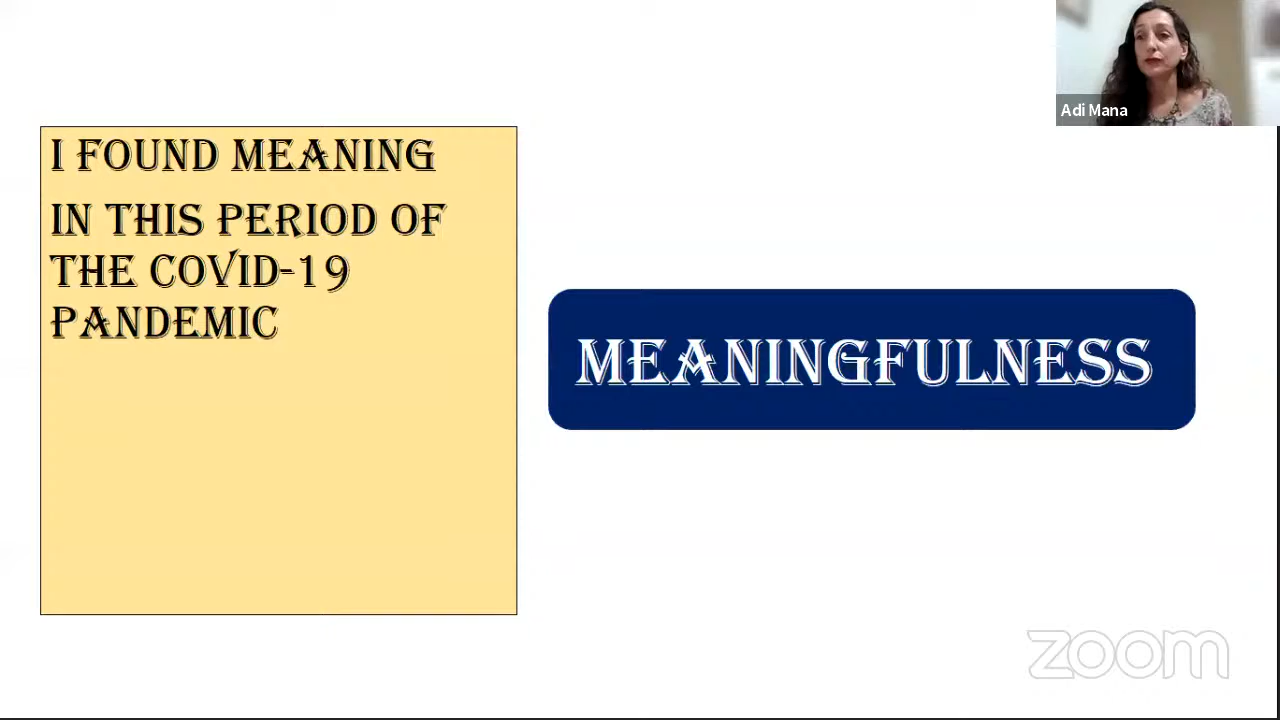 Adi Mana
I FOUND MEANING
IN THIS PERIOD OF
THE COVID-19
PANDEMIC
MEANINGFULNESS
zoom